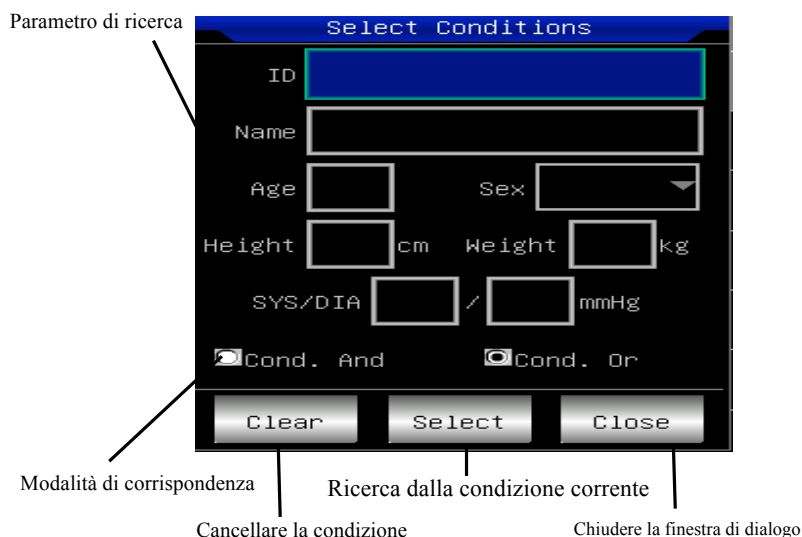 Parametro di ricerca
Select Conditions
ID
Name
Age Sex
Height cm Weight kg
SYS/DIA / mmHg
Cond. And Cond. Or
Clear Select Close
Modalità di corrispondenza
Ricerca dalla condizione corrente
Cancellare la condizione
Chiudere la finestra di dialogo